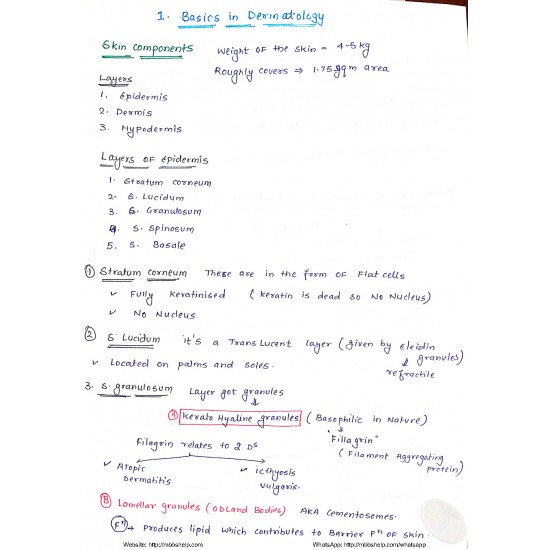 1. Basics in Dermatology
Skin components
Weight of the skin = 4-5 kg
Roughly covers ⇒ 1.75 sqm area
Layers
1. Epidermis
2. Dermis
3. Hypodermis
Layers of epidermis
1. Stratum corneum
2. S. Lucidum
3. S. Granulosum
4. S. Spinosum
5. S. Basale
① Stratum corneum These are in the form of Flat cells
✓ Fully keratinised (keratin is dead so No Nucleus)
✓ No Nucleus
② S Lucidum it's a Trans Lucent layer (given by eleidin granules)
↓
refractile
✓ Located on palms and soles.
3. S. granulosum Layer got granules
↓
Ⓐ Kerato Hyaline granules (Basophilic in Nature)
↓
"Fillagrin"
(Filament Aggregating protein)
Filagrin relates to 2 Ds
✓ Atopic Dermatitis
✓ icthyosis vulgaris.
Ⓑ Lamellar granules (ODLand Bodies) AKA Cementosomes.
Fⁿ → Produces lipid which contributes to Barrier Fⁿ of skin.
Website: http://mbbshelp.com
WhatsApp: http://mbbshelp.com/whatsapp